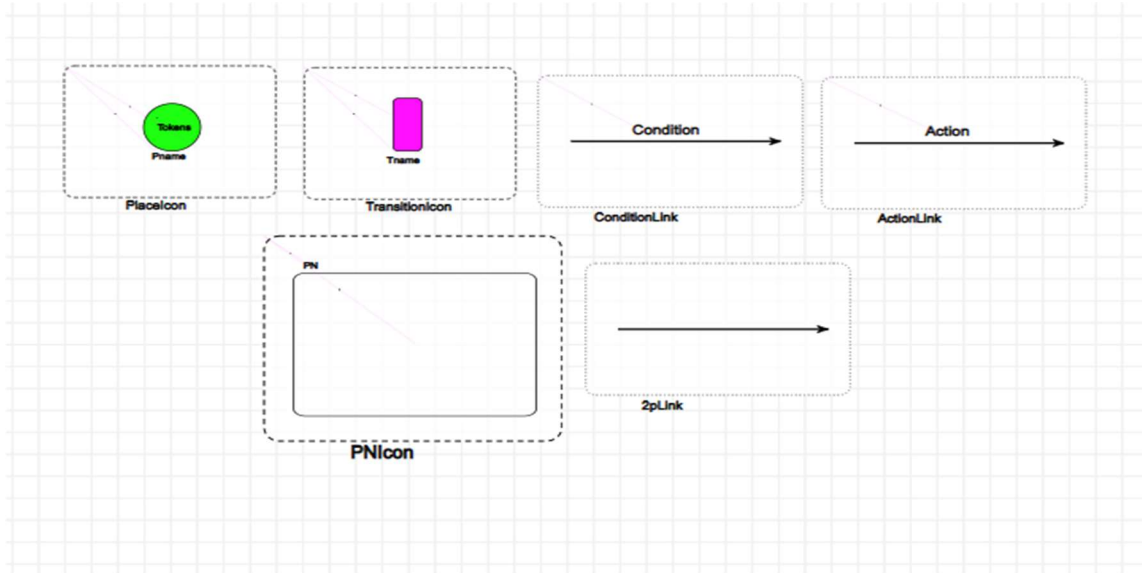 Tokens
Pname
PlaceIcon
Tname
TransitionIcon
Condition
ConditionLink
Action
ActionLink
PN
PNIcon
2pLink